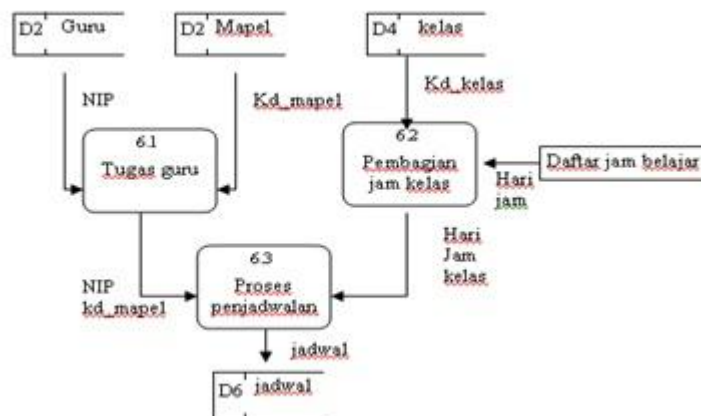 D2 Guru
D2 Mapel
D4 kelas
NIP
Kd_mapel
Kd_kelas
6.1
Tugas guru
6.2
Pembagian
jam kelas
Daftar jam belajar
Hari
jam
6.3
Proses
penjadwalan
NIP
kd_mapel
Hari
Jam
kelas
jadwal
D6 jadwal